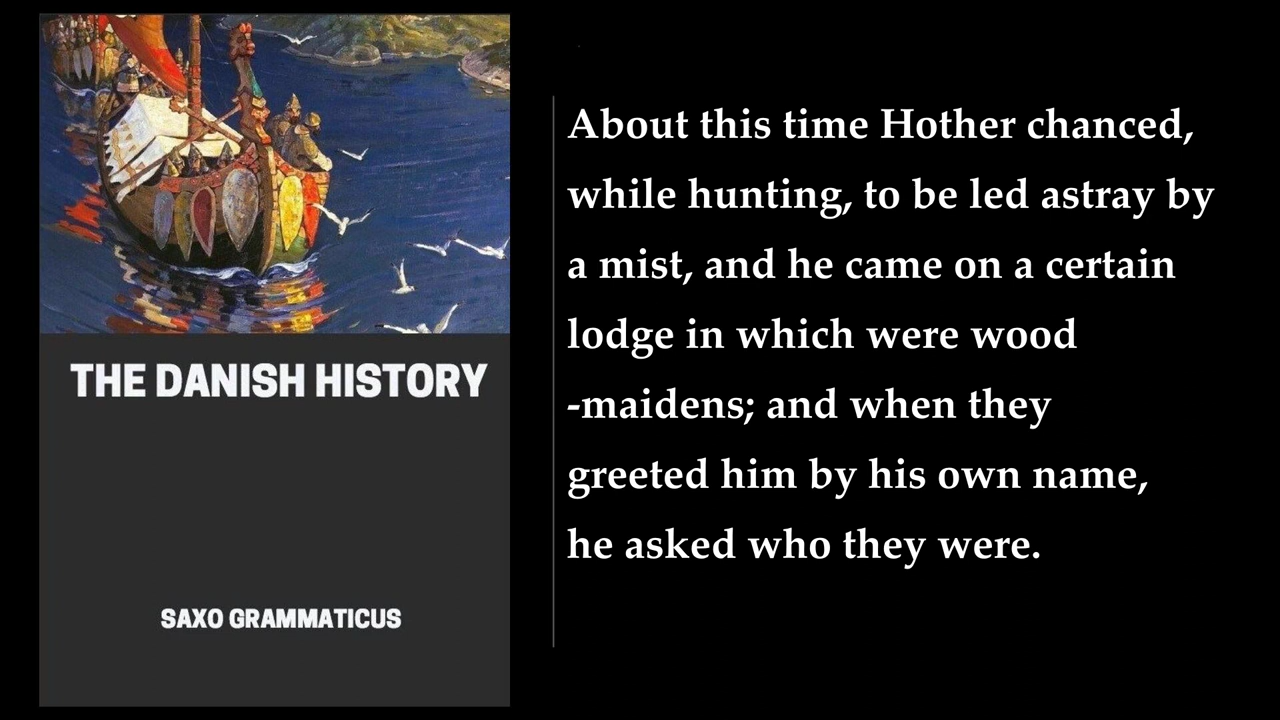 THE DANISH HISTORY
SAXO GRAMMATICUS
About this time Hother chanced,
while hunting, to be led astray by
a mist, and he came on a certain
lodge in which were wood
-maidens; and when they
greeted him by his own name,
he asked who they were.